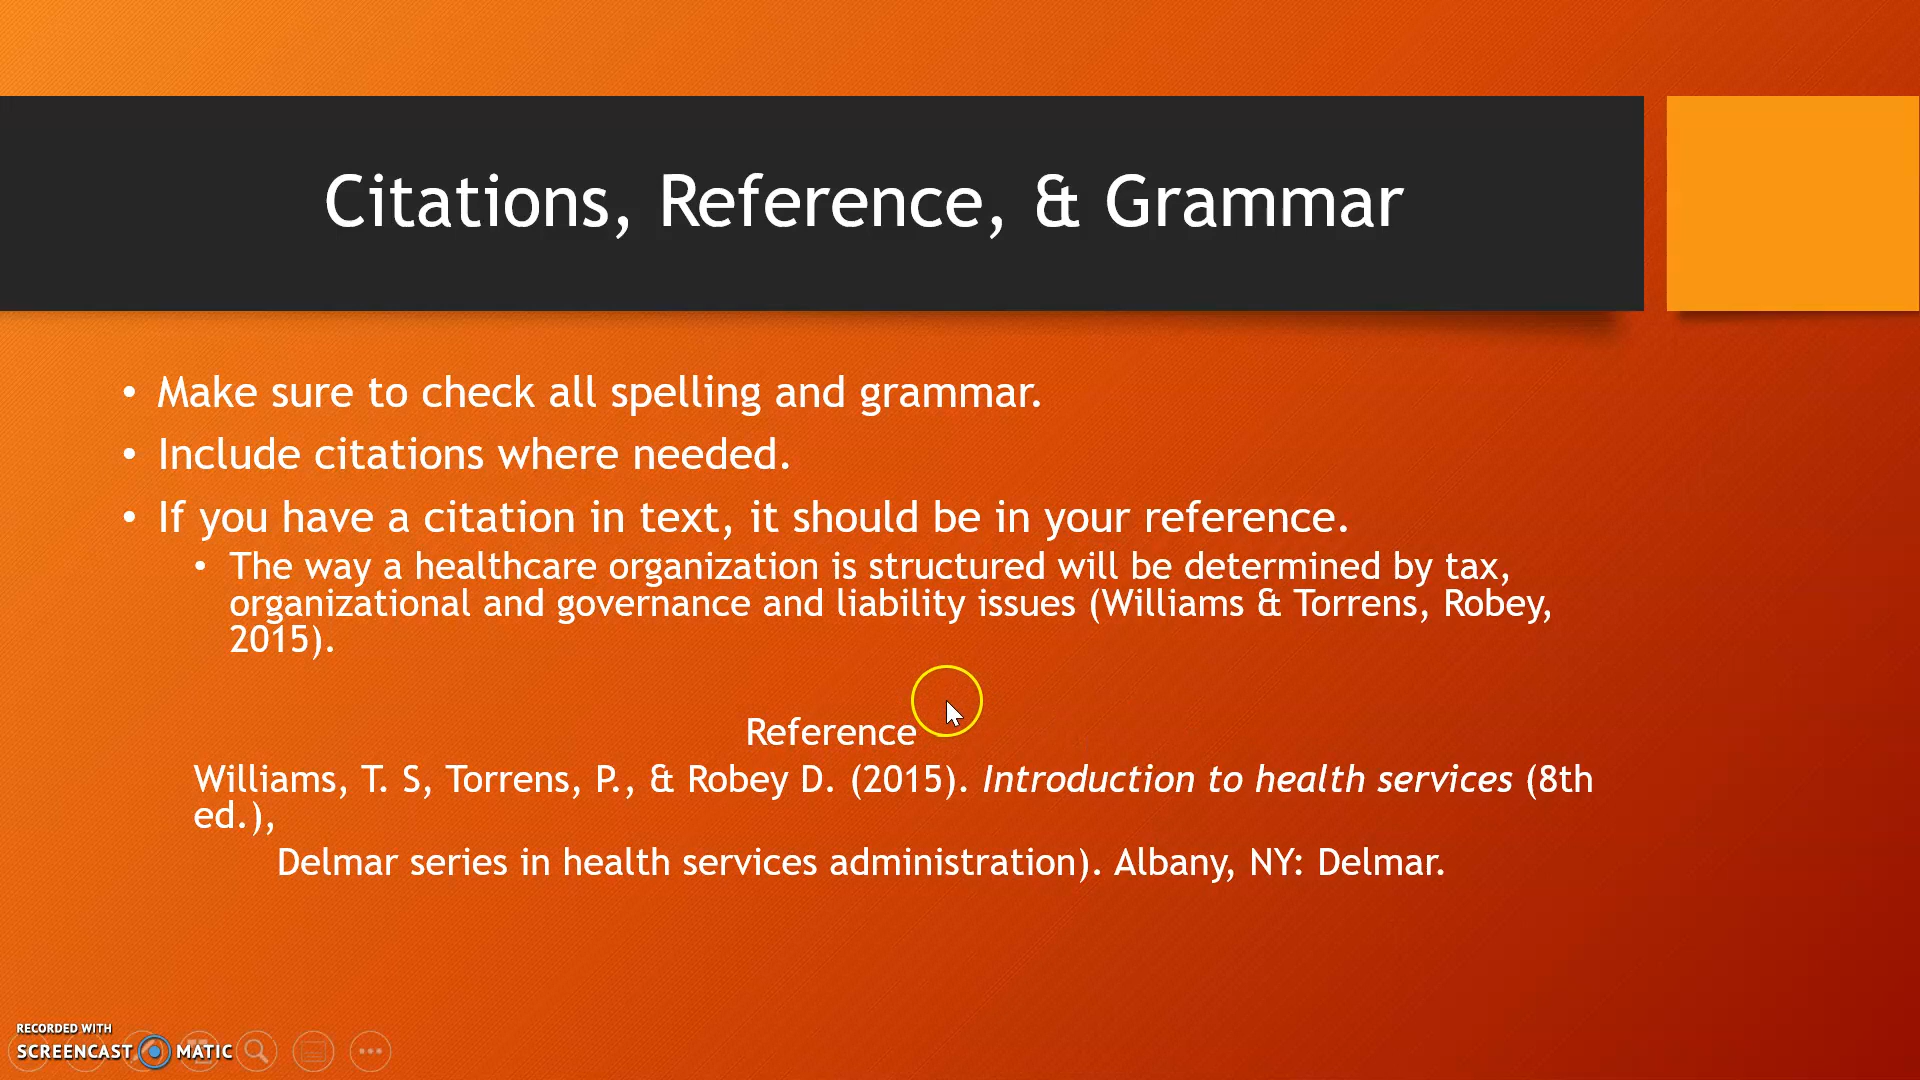 Citations, Reference, & Grammar
• Make sure to check all spelling and grammar.
• Include citations where needed.
• If you have a citation in text, it should be in your reference.
• The way a healthcare organization is structured will be determined by tax,
organizational and governance and liability issues (Williams & Torrens, Robey,
2015).
Reference
Williams, T. S, Torrens, P., & Robey D. (2015). Introduction to health services (8th
ed.),
Delmar series in health services administration). Albany, NY: Delmar.
RECORDED WITH
SCREENCAST MATIC